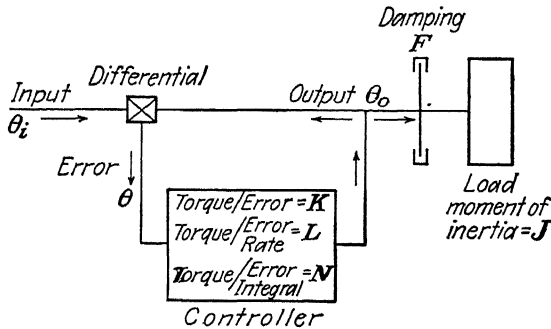 Damping
F
Differential
Input
θi
Output θo
Error
θ
Torque/Error=K
Torque/Error Rate=L
Torque/Error Integral=N
Load
moment of
inertia=J
Controller